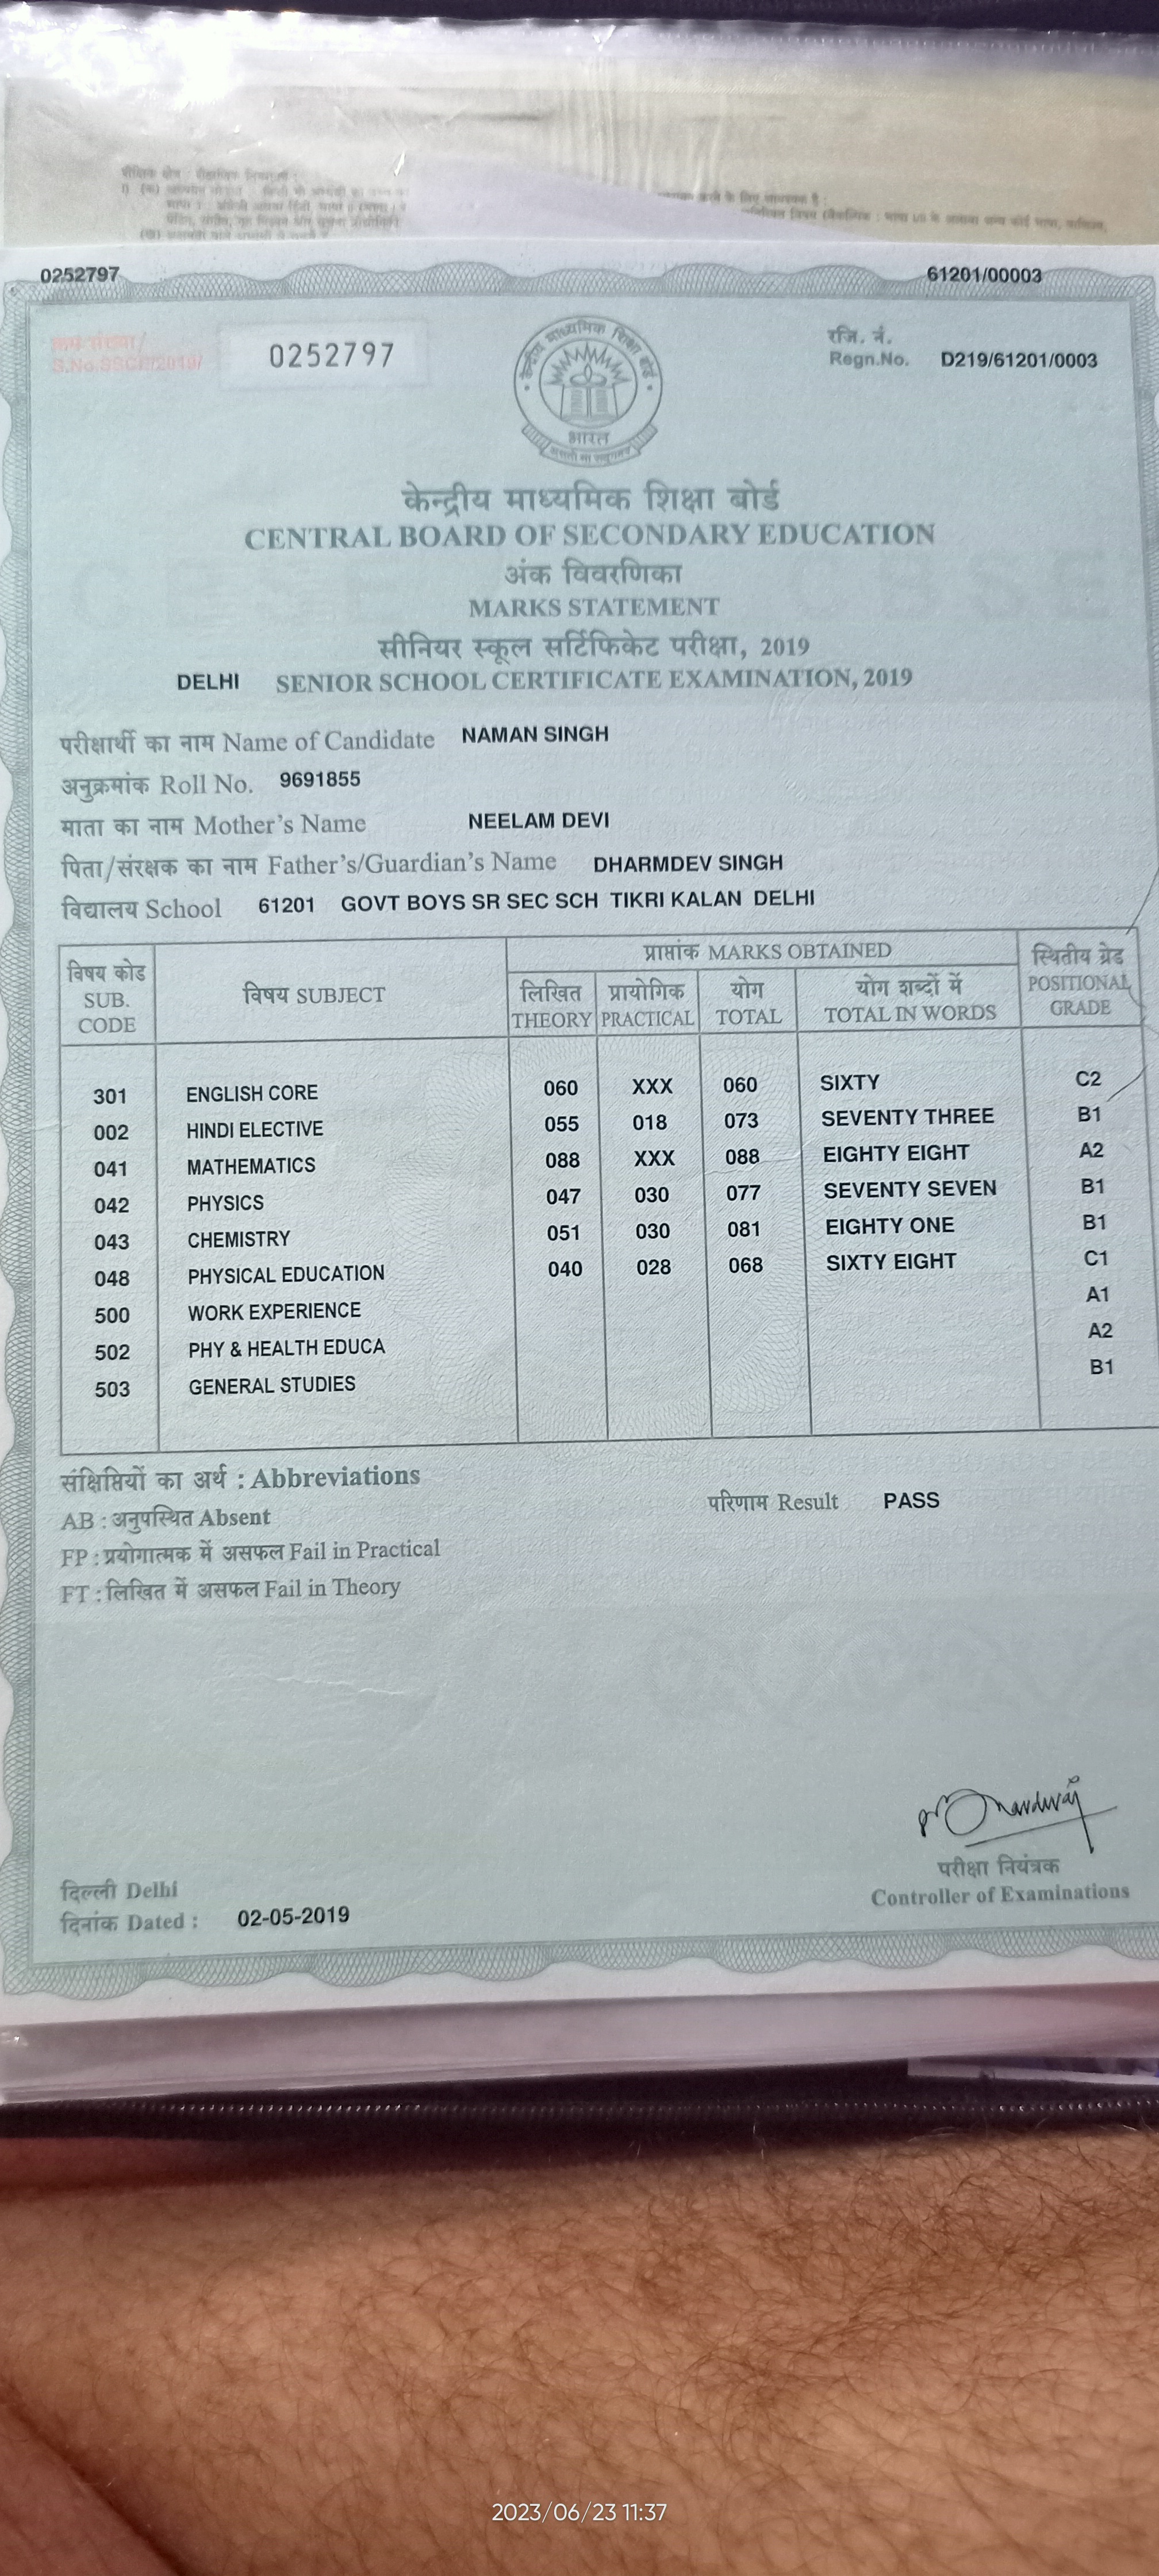 शैक्षिक क्षेत्र :
करने के लिए आवश्यक है :
0252797 61201/00003
क्रम संख्या/ रजि. नं.
S.No.SSCE/2019/ 0252797 Regn.No. D219/61201/0003
केन्द्रीय माध्यमिक शिक्षा बोर्ड
भारत
असतो मा सद्गमय
केन्द्रीय माध्यमिक शिक्षा बोर्ड
CENTRAL BOARD OF SECONDARY EDUCATION
अंक विवरणिका
MARKS STATEMENT
सीनियर स्कूल सर्टिफिकेट परीक्षा, 2019
DELHI SENIOR SCHOOL CERTIFICATE EXAMINATION, 2019
परीक्षार्थी का नाम Name of Candidate NAMAN SINGH
अनुक्रमांक Roll No. 9691855
माता का नाम Mother's Name NEELAM DEVI
पिता/संरक्षक का नाम Father's/Guardian's Name DHARMDEV SINGH
विद्यालय School 61201 GOVT BOYS SR SEC SCH TIKRI KALAN DELHI
विषय कोड SUB. CODE विषय SUBJECT प्राप्तांक MARKS OBTAINED स्थितीय ग्रेड POSITIONAL GRADE
लिखित THEORY प्रायोगिक PRACTICAL योग TOTAL योग शब्दों में TOTAL IN WORDS
301 ENGLISH CORE 060 XXX 060 SIXTY C2
002 HINDI ELECTIVE 055 018 073 SEVENTY THREE B1
041 MATHEMATICS 088 XXX 088 EIGHTY EIGHT A2
042 PHYSICS 047 030 077 SEVENTY SEVEN B1
043 CHEMISTRY 051 030 081 EIGHTY ONE B1
048 PHYSICAL EDUCATION 040 028 068 SIXTY EIGHT C1
500 WORK EXPERIENCE A1
502 PHY & HEALTH EDUCA A2
503 GENERAL STUDIES B1
संक्षिप्तियों का अर्थ : Abbreviations
परिणाम Result PASS
AB : अनुपस्थित Absent
FP : प्रयोगात्मक में असफल Fail in Practical
FT : लिखित में असफल Fail in Theory
परीक्षा नियंत्रक
Controller of Examinations
दिल्ली Delhi
दिनांक Dated : 02-05-2019
2023/06/23 11:37